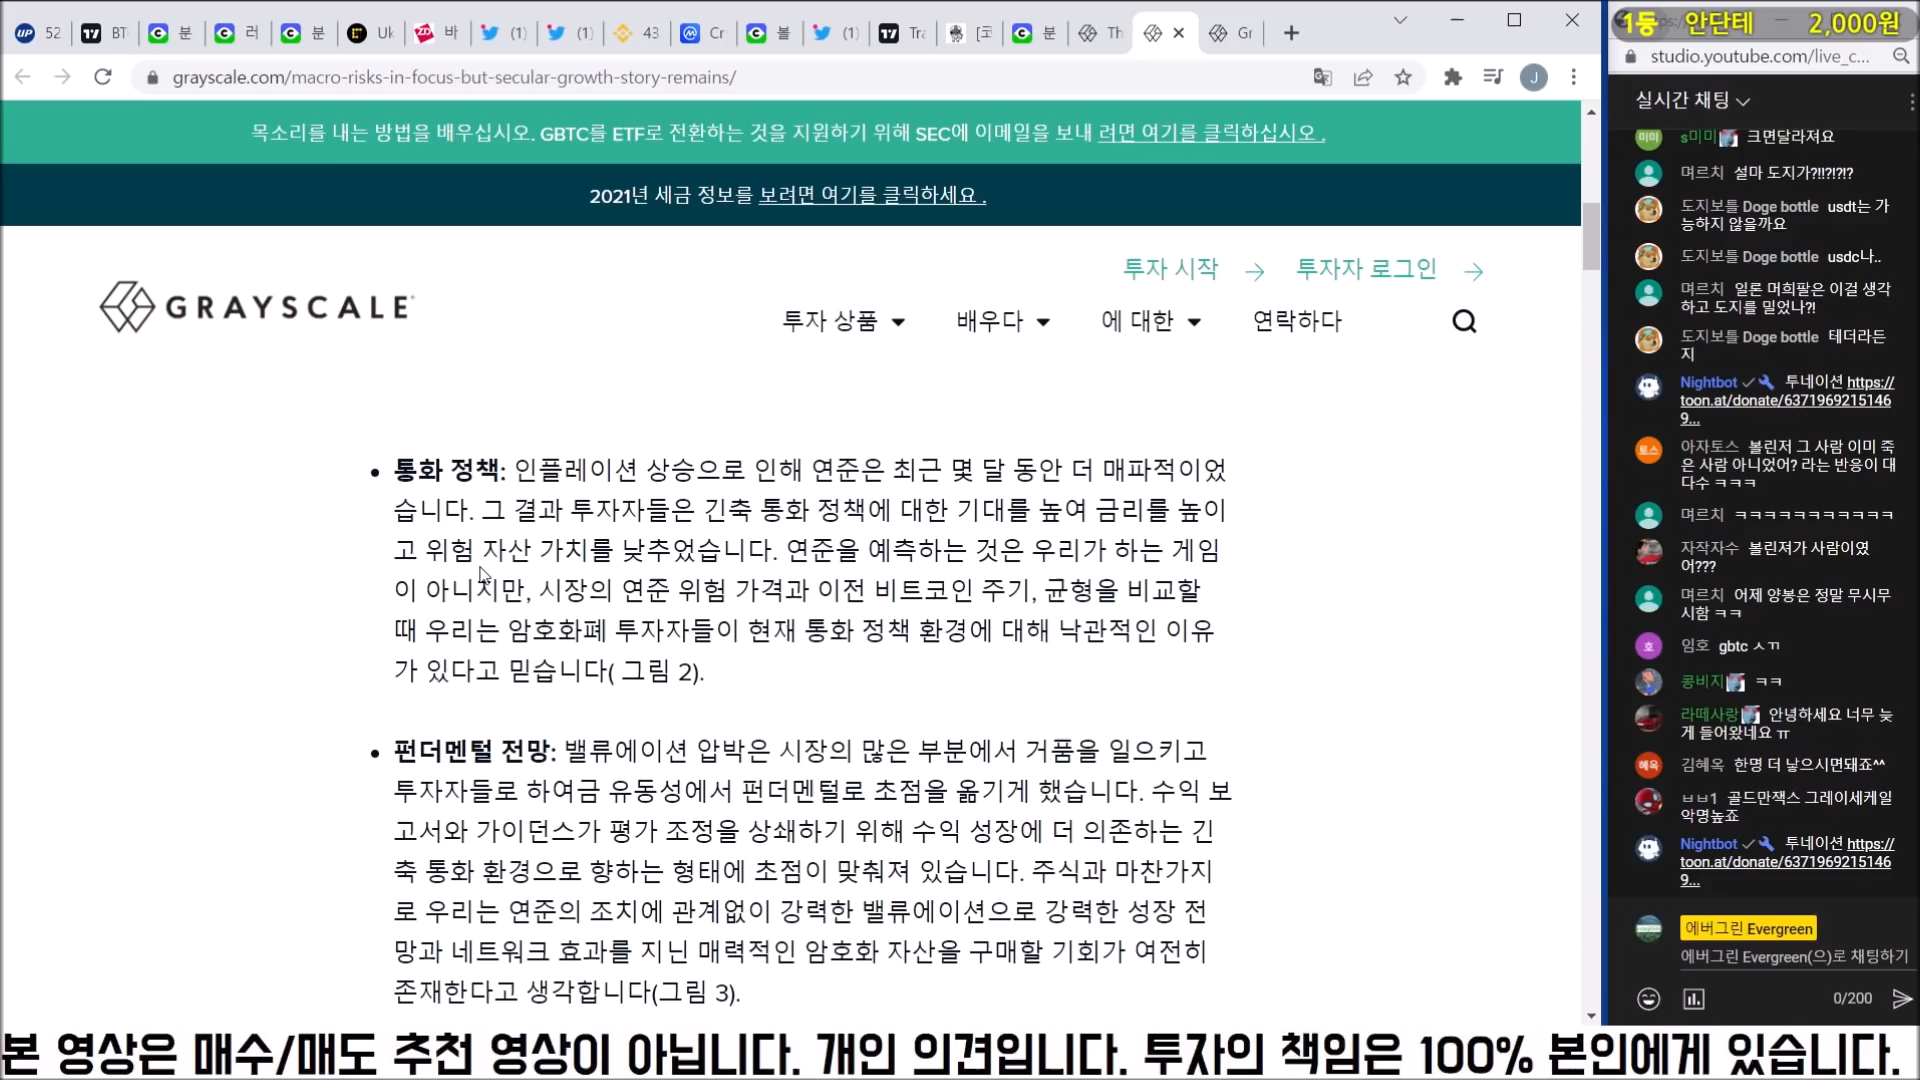 52
BT
분
러
분
Uk
바
(1)
(1)
43
Cr
볼
(1)
Tra
[코
분
Th
Gr
grayscale.com/macro-risks-in-focus-but-secular-growth-story-remains/
J
목소리를 내는 방법을 배우십시오. GBTC를 ETF로 전환하는 것을 지원하기 위해 SEC에 이메일을 보내 려면 여기를 클릭하십시오 .
2021년 세금 정보를 보려면 여기를 클릭하세요 .
투자 시작 → 투자자 로그인 →
GRAYSCALE
투자 상품 배우다 에 대한 연락하다
• 통화 정책: 인플레이션 상승으로 인해 연준은 최근 몇 달 동안 더 매파적이었
습니다. 그 결과 투자자들은 긴축 통화 정책에 대한 기대를 높여 금리를 높이
고 위험 자산 가치를 낮추었습니다. 연준을 예측하는 것은 우리가 하는 게임
이 아니지만, 시장의 연준 위험 가격과 이전 비트코인 주기, 균형을 비교할
때 우리는 암호화폐 투자자들이 현재 통화 정책 환경에 대해 낙관적인 이유
가 있다고 믿습니다( 그림 2).
• 펀더멘털 전망: 밸류에이션 압박은 시장의 많은 부분에서 거품을 일으키고
투자자들로 하여금 유동성에서 펀더멘털로 초점을 옮기게 했습니다. 수익 보
고서와 가이던스가 평가 조정을 상쇄하기 위해 수익 성장에 더 의존하는 긴
축 통화 환경으로 향하는 형태에 초점이 맞춰져 있습니다. 주식과 마찬가지
로 우리는 연준의 조치에 관계없이 강력한 밸류에이션으로 강력한 성장 전
망과 네트워크 효과를 지닌 매력적인 암호화 자산을 구매할 기회가 여전히
존재한다고 생각합니다(그림 3).
1등 안단테 2,000원
studio.youtube.com/live_c...
실시간 채팅
미미 s미미 크면달라져요
며르치 설마 도지가?!!?!?!?
도지보틀 Doge bottle usdt는 가
능하지 않을까요
도지보틀 Doge bottle usdc나..
며르치 일론 머희팔은 이걸 생각
하고 도지를 밀었나?!
도지보틀 Doge bottle 테더라든
지
Nightbot 투네이션 https://
toon.at/donate/6371969215146
9...
토스 아자토스 볼린저 그 사람 이미 죽
은 사람 아니었어? 라는 반응이 대
다수 ㅋㅋㅋ
며르치 ㅋㅋㅋㅋㅋㅋㅋㅋㅋㅋㅋ
자작자수 볼린져가 사람이였
어???
며르치 어제 양봉은 정말 무시무
시함 ㅋㅋ
호 임호 gbtc ㅅㄲ
콩비지 ㅋㅋ
라떼사랑 안녕하세요 너무 늦
게 들어왔네요 ㅠ
혜옥 김혜옥 한명 더 낳으시면돼죠^^
ㅂㅂ1 골드만잭스 그레이세케일
악명높죠
Nightbot 투네이션 https://
toon.at/donate/6371969215146
9...
에버그린 Evergreen
에버그린 Evergreen(으)로 채팅하기
0/200
본 영상은 매수/매도 추천 영상이 아닙니다. 개인 의견입니다. 투자의 책임은 100% 본인에게 있습니다.